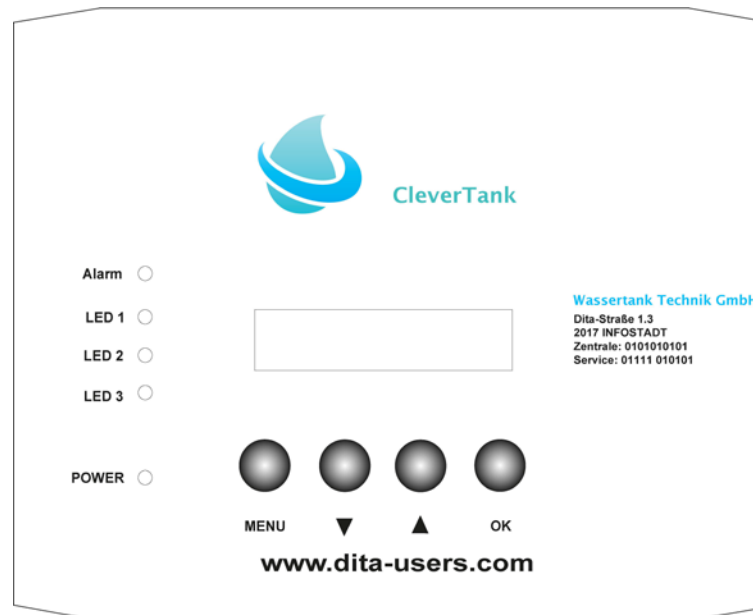 CleverTank
Alarm
LED 1
LED 2
LED 3
POWER
Wassertank Technik GmbH
Dita-Straße 1.3
2017 INFOSTADT
Zentrale: 0101010101
Service: 01111 010101
MENU ▼ ▲ OK
www.dita-users.com